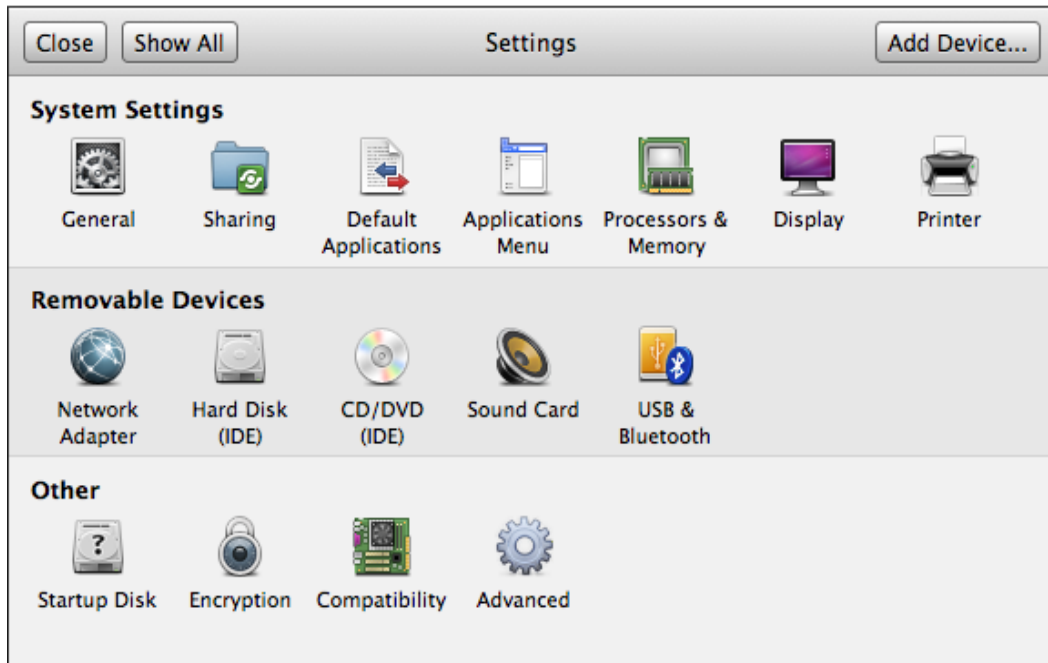 Close Show All Settings Add Device...
System Settings
General Sharing Default Applications Processors & Display Printer
Applications Menu Memory
Removable Devices
Network Hard Disk CD/DVD Sound Card USB &
Adapter (IDE) (IDE) Bluetooth
Other
?
Startup Disk Encryption Compatibility Advanced